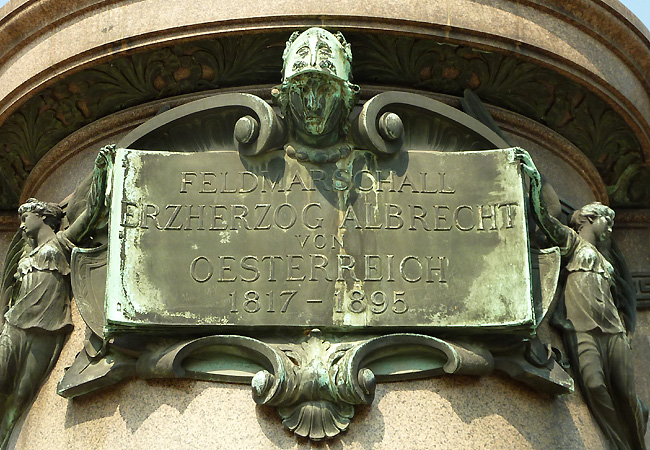 FELDMARSCHALL
ERZHERZOG ALBRECHT
VON
OESTERREICH
1817 - 1895